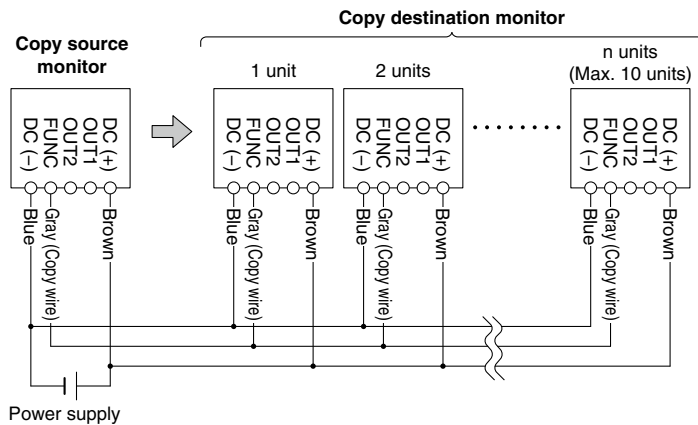 Copy destination monitor
Copy source
monitor
1 unit
2 units
n units
(Max. 10 units)
DC (–)
FUNC
OUT2
OUT1
DC (+)
DC (–)
FUNC
OUT2
OUT1
DC (+)
DC (–)
FUNC
OUT2
OUT1
DC (+)
DC (–)
FUNC
OUT2
OUT1
DC (+)
Blue
Gray (Copy wire)
Brown
Blue
Gray (Copy wire)
Brown
Blue
Gray (Copy wire)
Brown
Blue
Gray (Copy wire)
Brown
Power supply